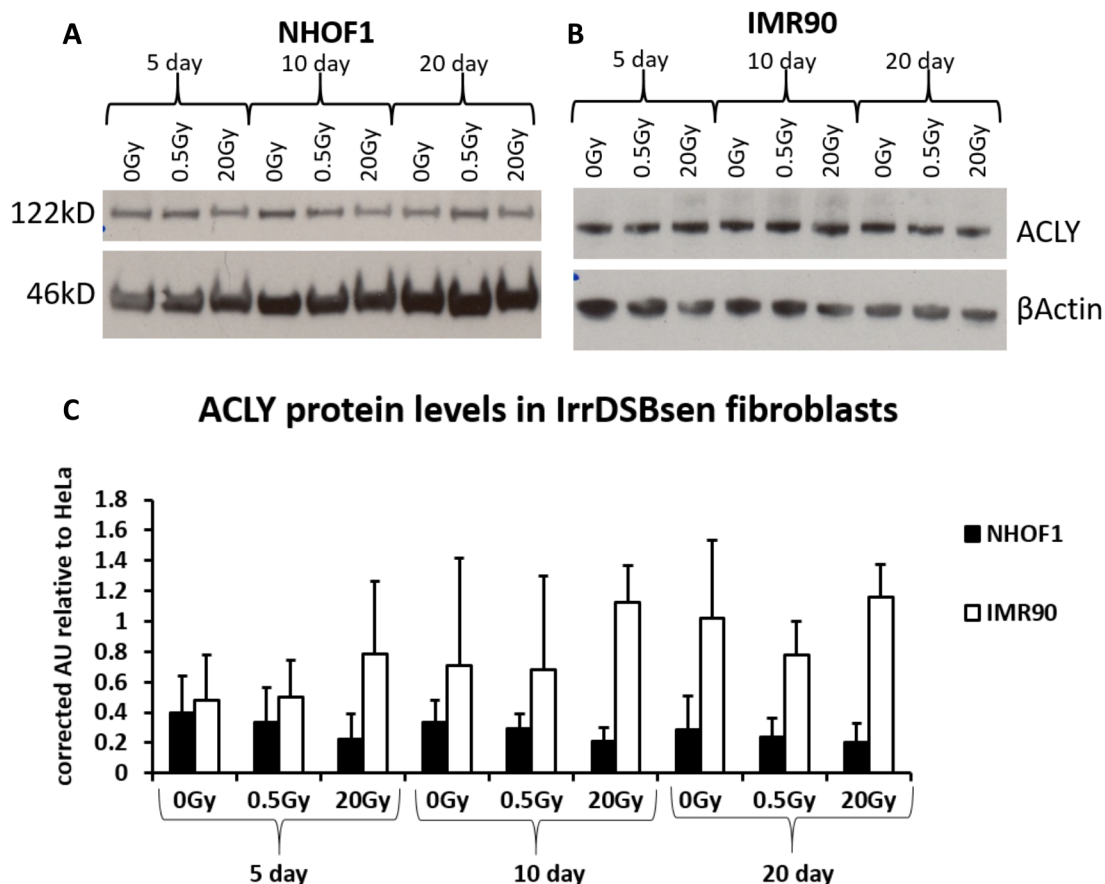 A
NHOF1
5 day 10 day 20 day
0Gy 0.5Gy 20Gy 0Gy 0.5Gy 20Gy 0Gy 0.5Gy 20Gy
122kD
46kD
B
IMR90
5 day 10 day 20 day
0Gy 0.5Gy 20Gy 0Gy 0.5Gy 20Gy 0Gy 0.5Gy 20Gy
ACLY
βActin
C
ACLY protein levels in IrrDSBsen fibroblasts
corrected AU relative to HeLa
1.8
1.6
1.4
1.2
1
0.8
0.6
0.4
0.2
0
0Gy 0.5Gy 20Gy 0Gy 0.5Gy 20Gy 0Gy 0.5Gy 20Gy
5 day 10 day 20 day
NHOF1
IMR90